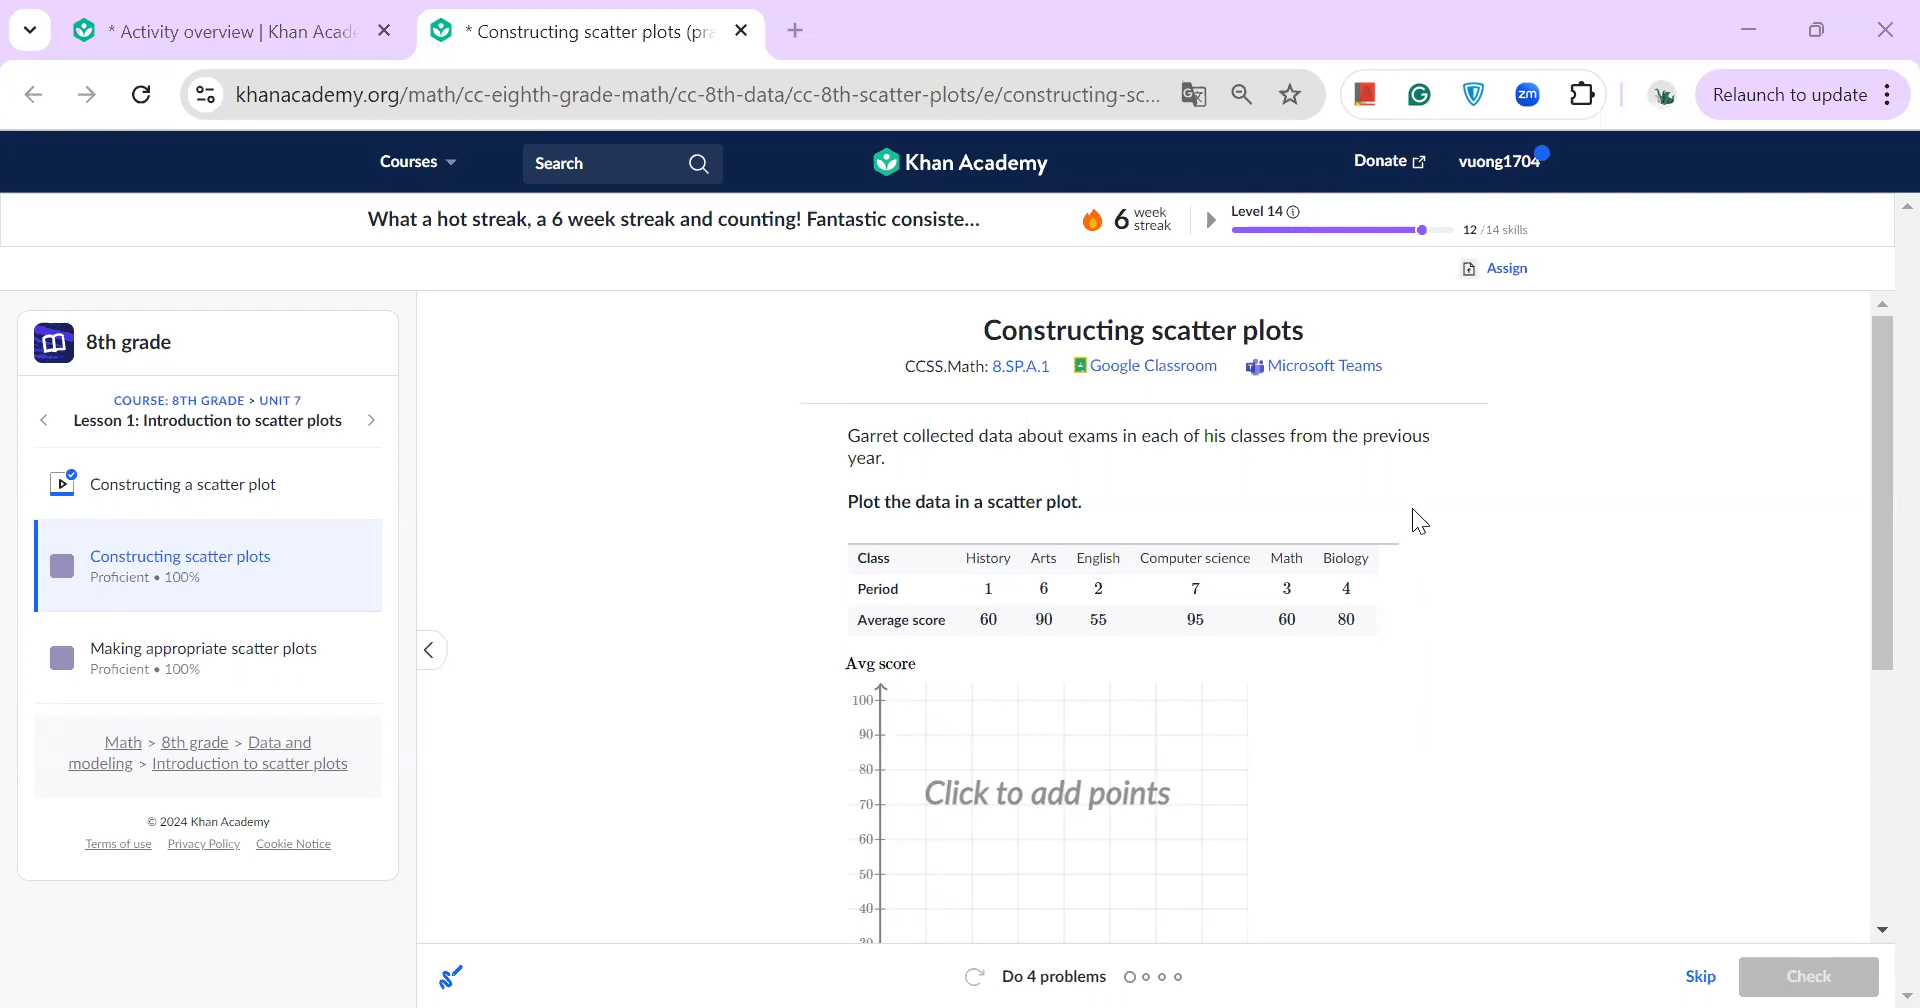 * Activity overview | Khan Acade
* Constructing scatter plots (pra
khanacademy.org/math/cc-eighth-grade-math/cc-8th-data/cc-8th-scatter-plots/e/constructing-sc...
zm
Relaunch to update
Courses
Search
Khan Academy
Donate
vuong1704
What a hot streak, a 6 week streak and counting! Fantastic consiste...
6 week streak
Level 14
12 /14 skills
Assign
8th grade
COURSE: 8TH GRADE > UNIT 7
Lesson 1: Introduction to scatter plots
Constructing a scatter plot
Constructing scatter plots
Proficient • 100%
Making appropriate scatter plots
Proficient • 100%
Math > 8th grade > Data and
modeling > Introduction to scatter plots
© 2024 Khan Academy
Terms of use Privacy Policy Cookie Notice
Constructing scatter plots
CCSS.Math: 8.SP.A.1 Google Classroom Microsoft Teams
Garret collected data about exams in each of his classes from the previous
year.
Plot the data in a scatter plot.
Class History Arts English Computer science Math Biology
Period 1 6 2 7 3 4
Average score 60 90 55 95 60 80
Avg score
100
90
80
Click to add points
70
60
50
40
Do 4 problems
Skip
Check